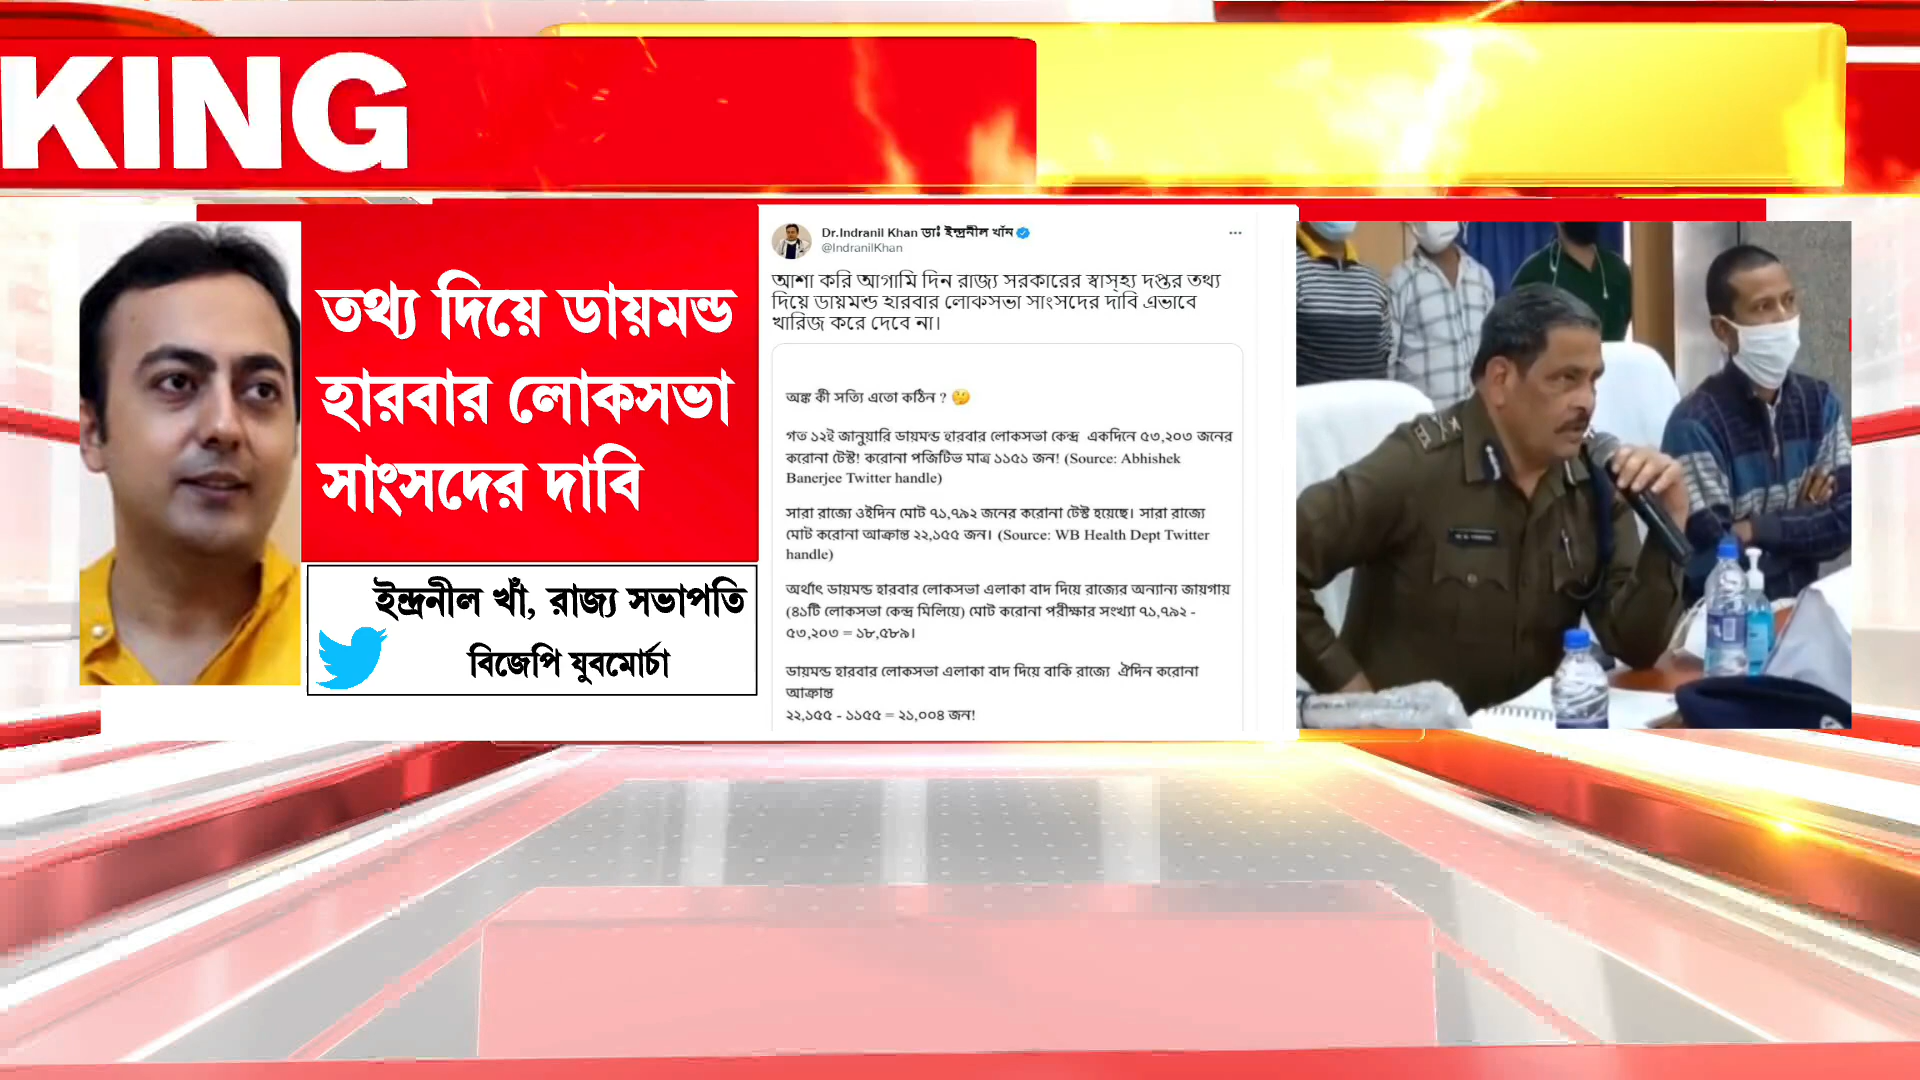 KING
তথ্য দিয়ে ডায়মন্ড
হারবার লোকসভা
সাংসদের দাবি
ইন্দ্রনীল খাঁ, রাজ্য সভাপতি
বিজেপি যুবমোর্চা
Dr.Indranil Khan ডাঃ ইন্দ্রনীল খাঁন
@IndranilKhan
আশা করি আগামি দিন রাজ্য সরকারের স্বাস্হ্য দপ্তর তথ্য
দিয়ে ডায়মন্ড হারবার লোকসভা সাংসদের দাবি এভাবে
খারিজ করে দেবে না।
অঙ্ক কী সত্যি এতো কঠিন ? 🤔
গত ১২ই জানুয়ারি ডায়মন্ড হারবার লোকসভা কেন্দ্র একদিনে ৫৩,২০৩ জনের
করোনা টেস্ট! করোনা পজিটিভ মাত্র ১১৫১ জন! (Source: Abhishek
Banerjee Twitter handle)
সারা রাজ্যে ওইদিন মোট ৭১,৭৯২ জনের করোনা টেস্ট হয়েছে। সারা রাজ্যে
মোট করোনা আক্রান্ত ২২,১৫৫ জন। (Source: WB Health Dept Twitter
handle)
অর্থাৎ ডায়মন্ড হারবার লোকসভা এলাকা বাদ দিয়ে রাজ্যের অন্যান্য জায়গায়
(৪১টি লোকসভা কেন্দ্র মিলিয়ে) মোট করোনা পরীক্ষার সংখ্যা ৭১,৭৯২ -
৫৩,২০৩ = ১৮,৫৮৯।
ডায়মন্ড হারবার লোকসভা এলাকা বাদ দিয়ে বাকি রাজ্যে ঐদিন করোনা
আক্রান্ত
২২,১৫৫ - ১১৫৫ = ২১,০০৪ জন!